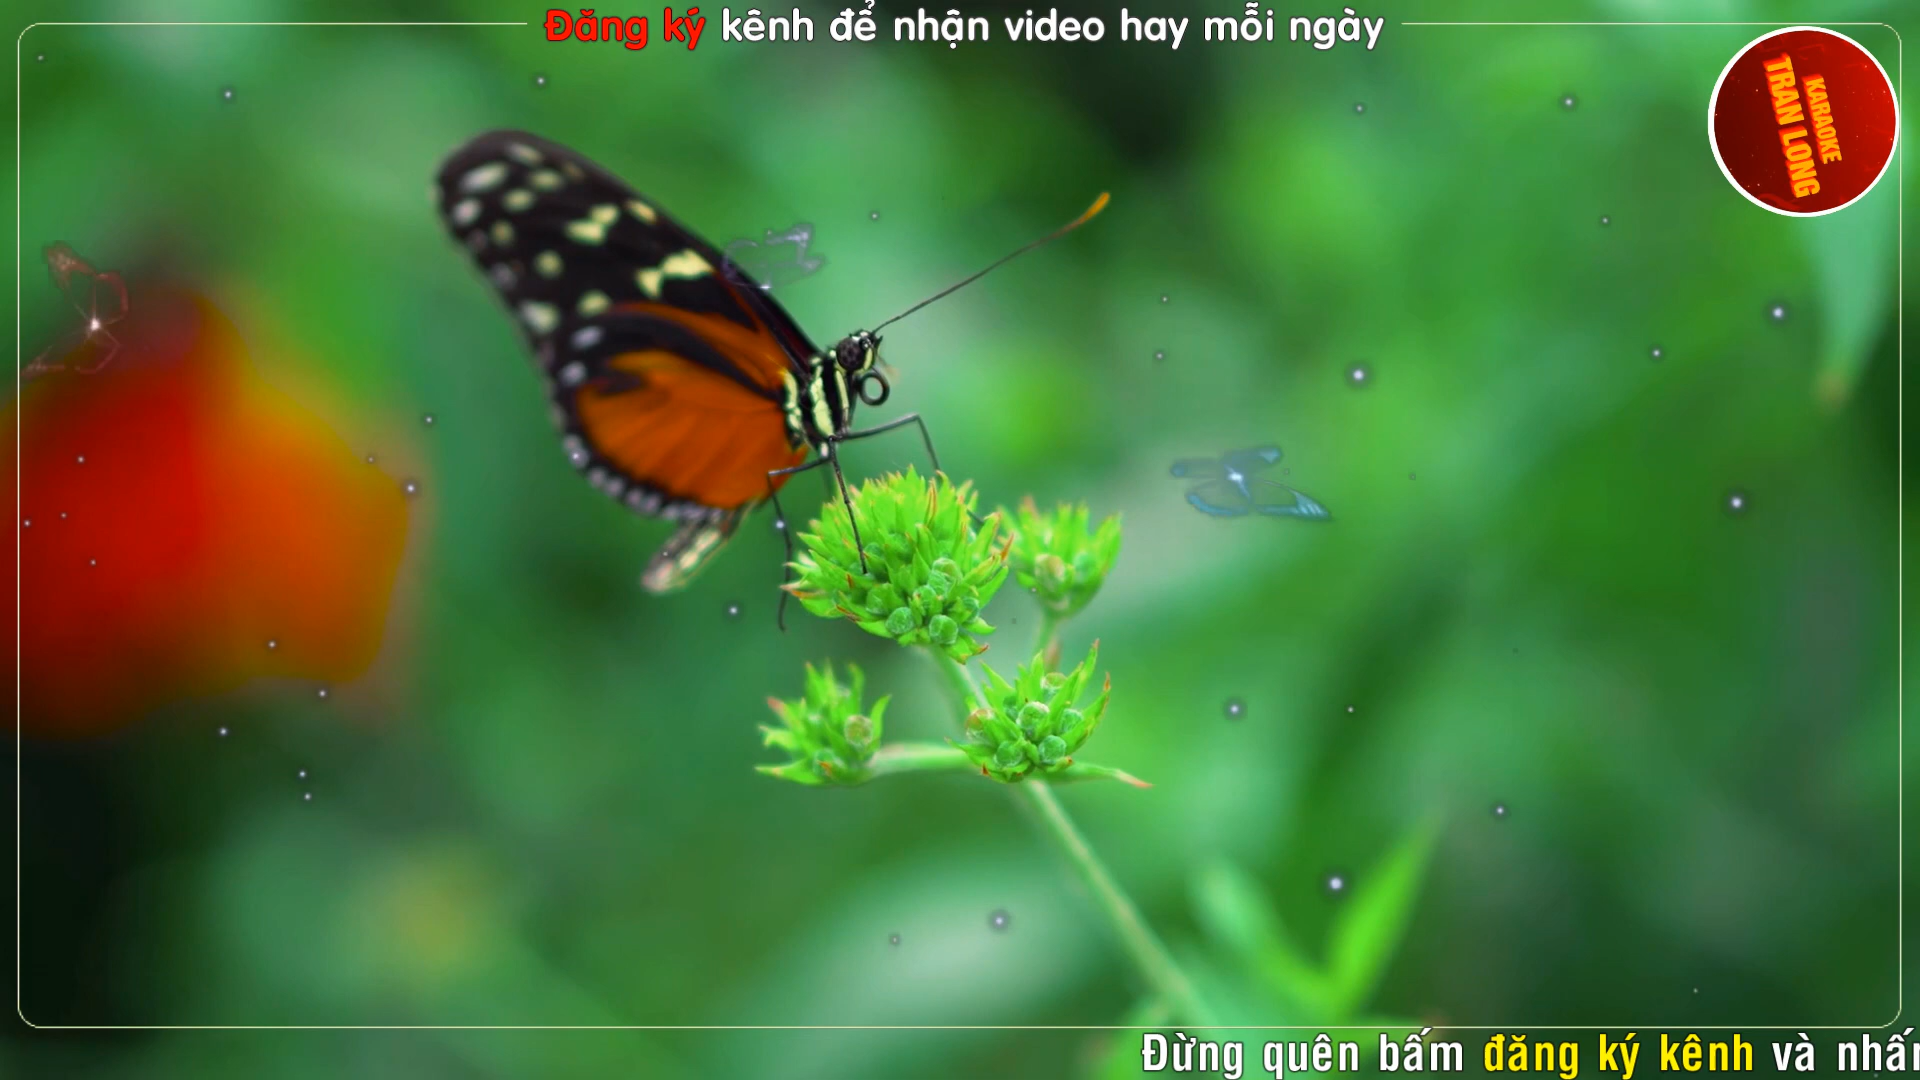 Đăng ký kênh để nhận video hay mỗi ngày
KARAOKE
TRAN LONG
Đừng quên bấm đăng ký kênh và